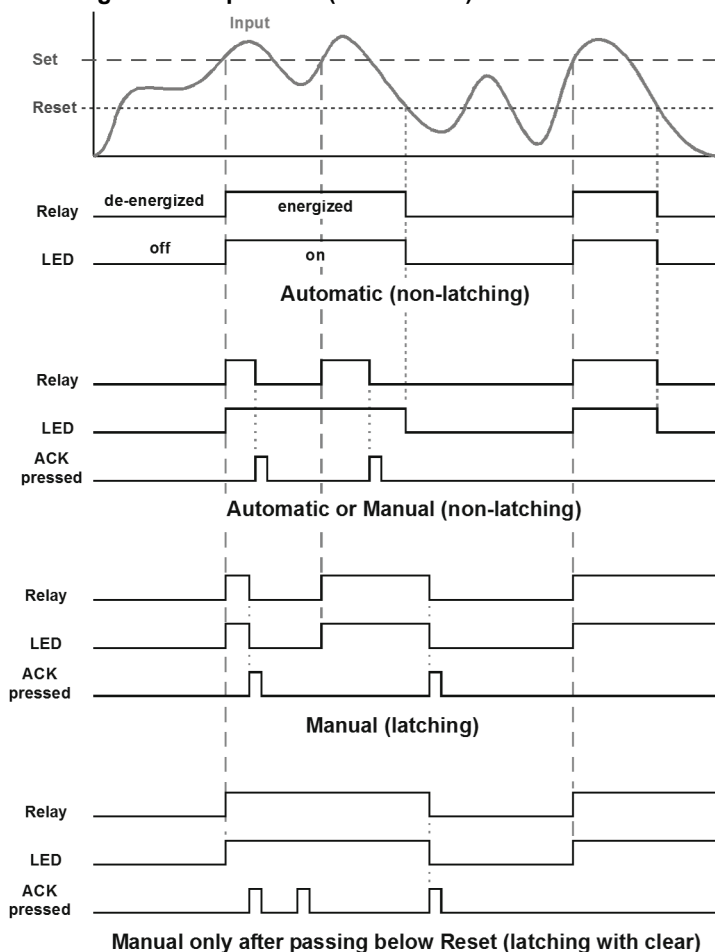 Input
Set
Reset
Relay de-energized energized
LED off on
Automatic (non-latching)
Relay
LED
ACK
pressed
Automatic or Manual (non-latching)
Relay
LED
ACK
pressed
Manual (latching)
Relay
LED
ACK
pressed
Manual only after passing below Reset (latching with clear)